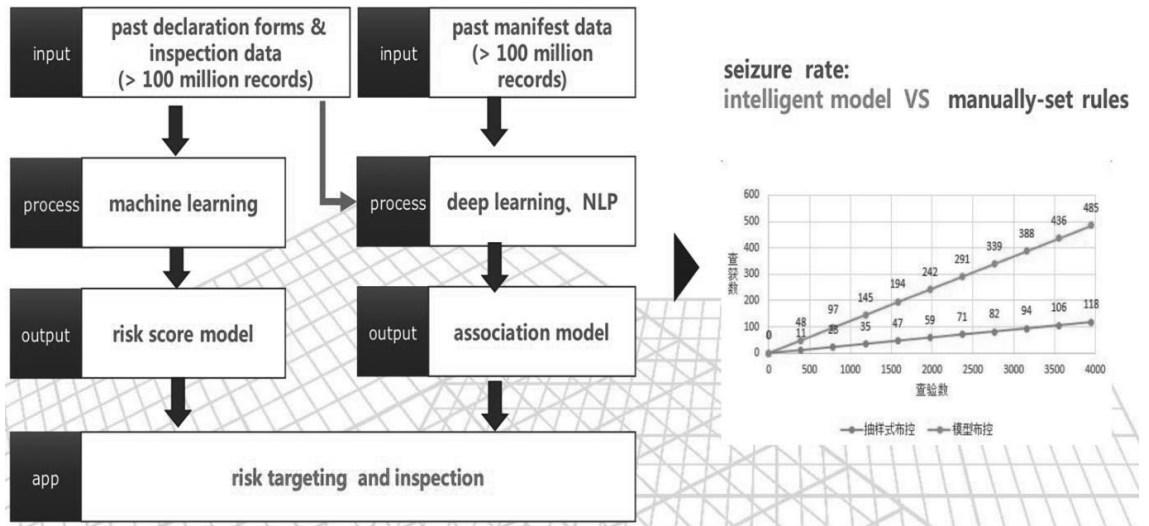 input
past declaration forms &
inspection data
(> 100 million records)
input
past manifest data
(> 100 million
records)
process
machine learning
process
deep learning、NLP
output
risk score model
output
association model
app
risk targeting and inspection
seizure rate:
intelligent model VS manually-set rules
查获数
600
500
400
300
200
100
0
0
48
97
145
194
242
291
339
388
436
485
0
11
23
35
47
59
71
82
94
106
118
0 500 1000 1500 2000 2500 3000 3500 4000
查验数
抽样式布控 模型布控